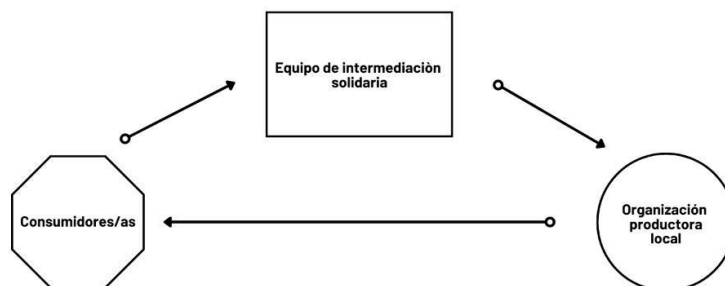 Equipo de intermediaciòn
solidaria
Consumidores/as
Organización
productora
local